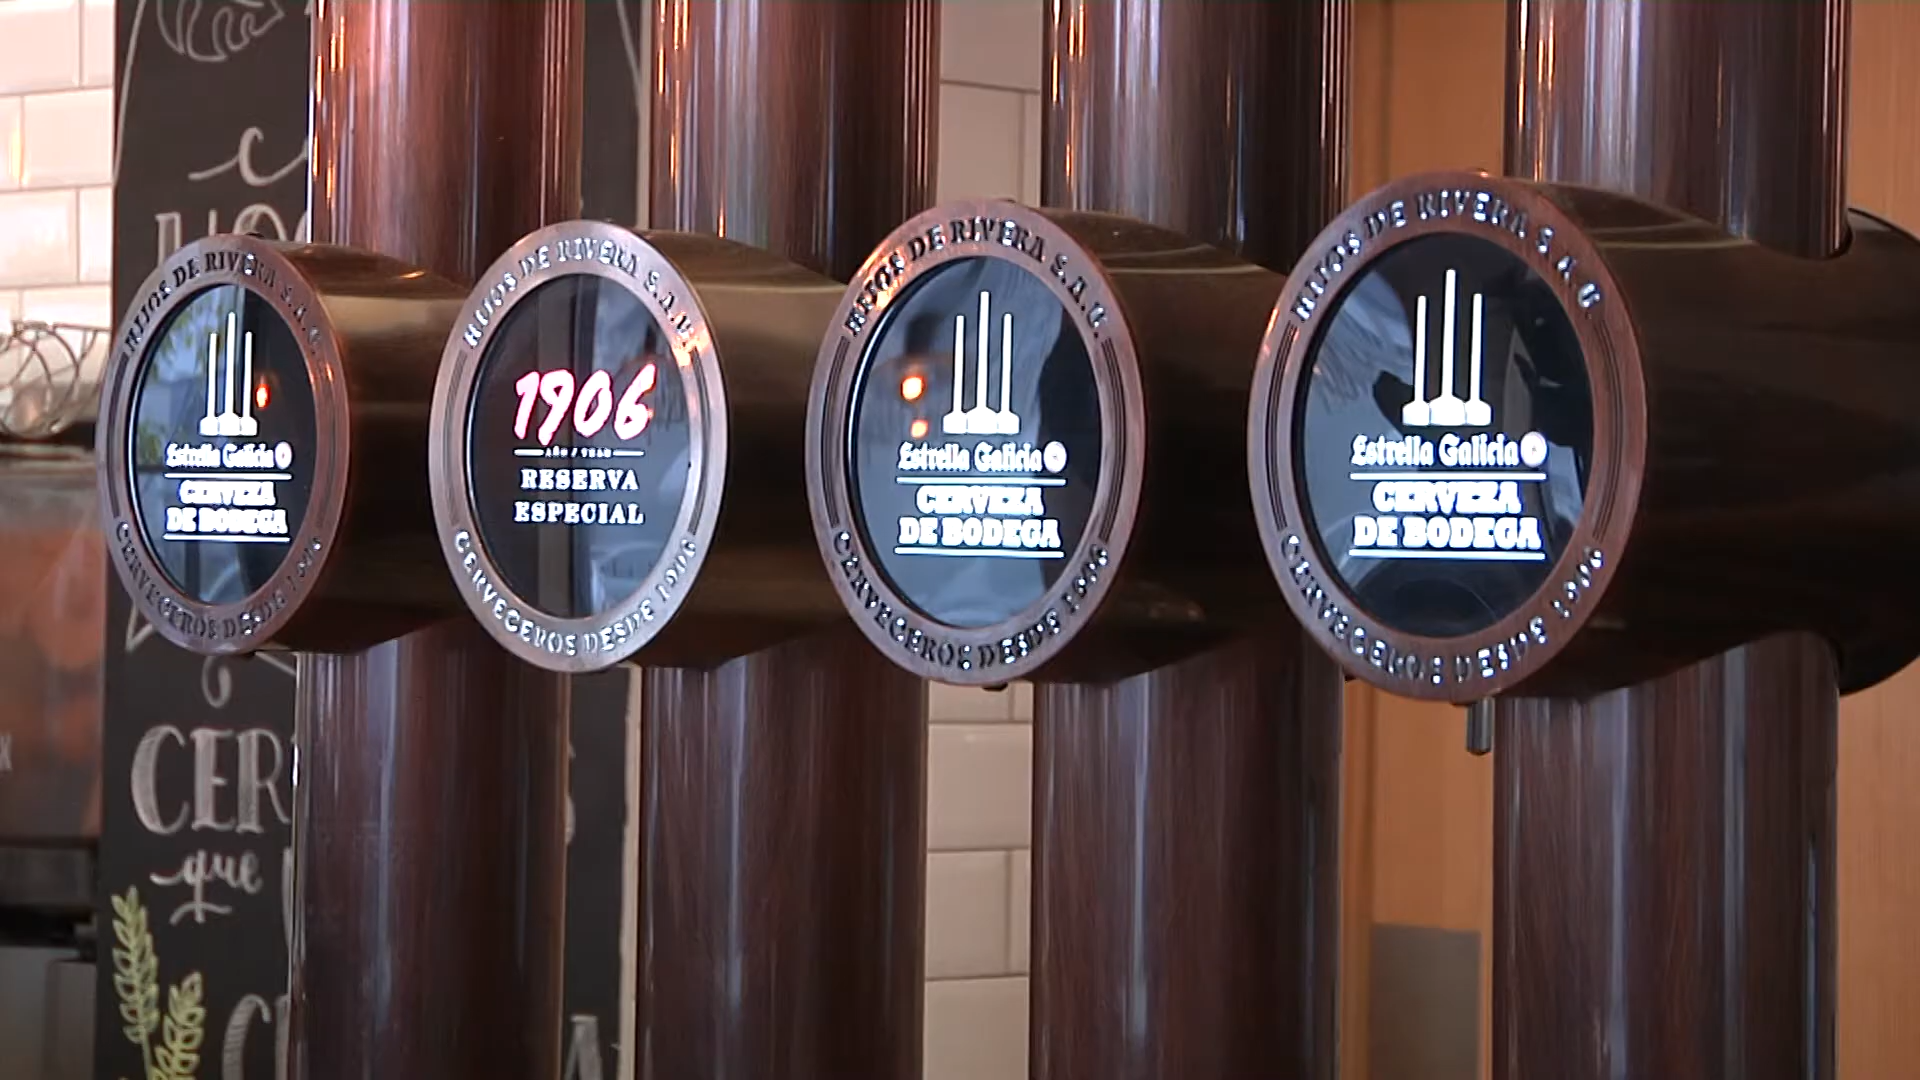 HIJOS DE RIVERA S.A.U.
Estrella Galicia
CERVEZA
DE BODEGA
CERVECEROS DESDE 1906
HIJOS DE RIVERA S.A.U.
1906
RESERVA
ESPECIAL
CERVECEROS DESDE 1906
HIJOS DE RIVERA S.A.U.
Estrella Galicia
CERVEZA
DE BODEGA
CERVECEROS DESDE 1906
HIJOS DE RIVERA S.A.U.
Estrella Galicia
CERVEZA
DE BODEGA
CERVECEROS DESDE 1906
CER
que